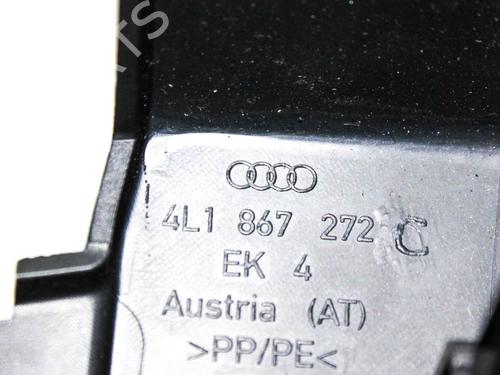 4L1 867 272 C
EK 4
Austria (AT)
>PP/PE<